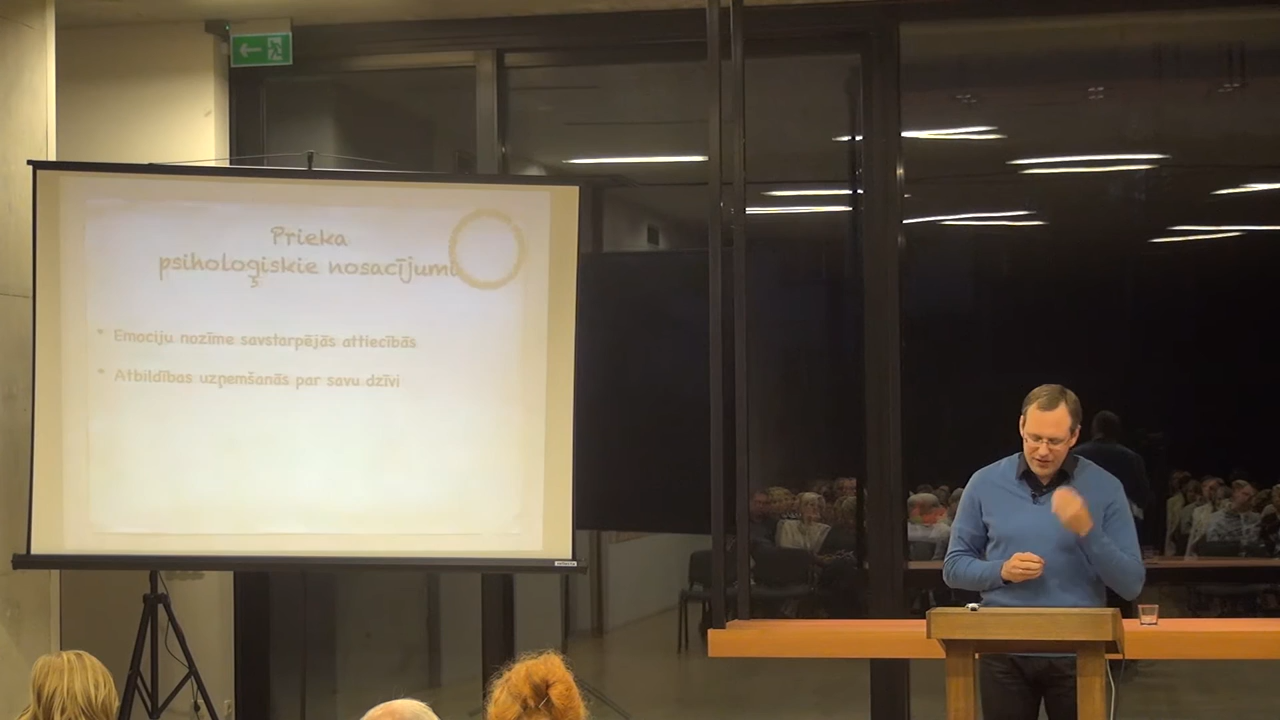 Prieka
psiholoģiskie nosacījumi
* Emociju nozīme savstarpējās attiecībās
* Atbildības uzņemšanās par savu dzīvi